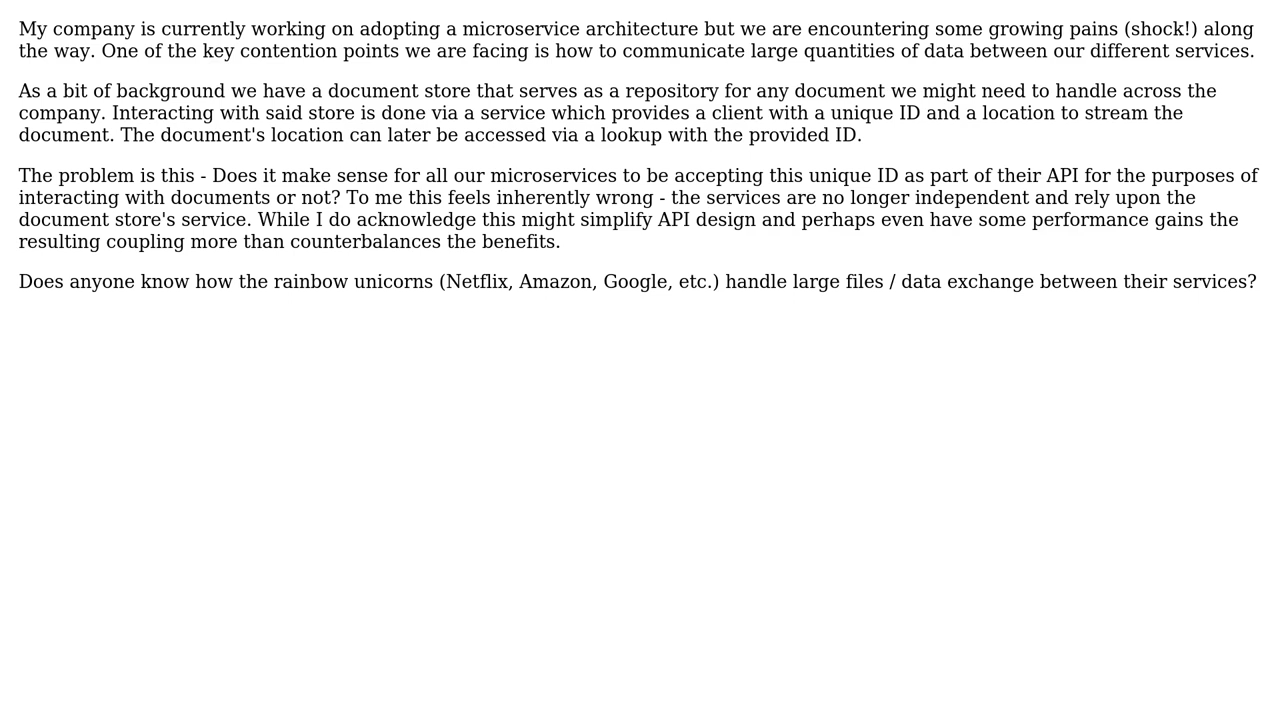 My company is currently working on adopting a microservice architecture but we are encountering some growing pains (shock!) along
the way. One of the key contention points we are facing is how to communicate large quantities of data between our different services.
As a bit of background we have a document store that serves as a repository for any document we might need to handle across the
company. Interacting with said store is done via a service which provides a client with a unique ID and a location to stream the
document. The document's location can later be accessed via a lookup with the provided ID.
The problem is this - Does it make sense for all our microservices to be accepting this unique ID as part of their API for the purposes of
interacting with documents or not? To me this feels inherently wrong - the services are no longer independent and rely upon the
document store's service. While I do acknowledge this might simplify API design and perhaps even have some performance gains the
resulting coupling more than counterbalances the benefits.
Does anyone know how the rainbow unicorns (Netflix, Amazon, Google, etc.) handle large files / data exchange between their services?